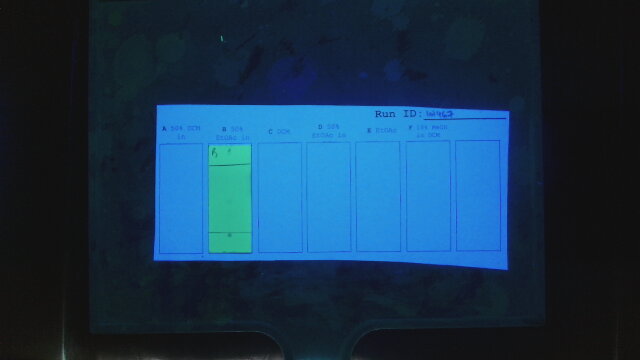 Run ID:
A 50% DCM
in
B 50%
EtOAc in
C DCM
D 50%
EtOAc in
E EtOAc
F 10% MeOH
in DCM
B